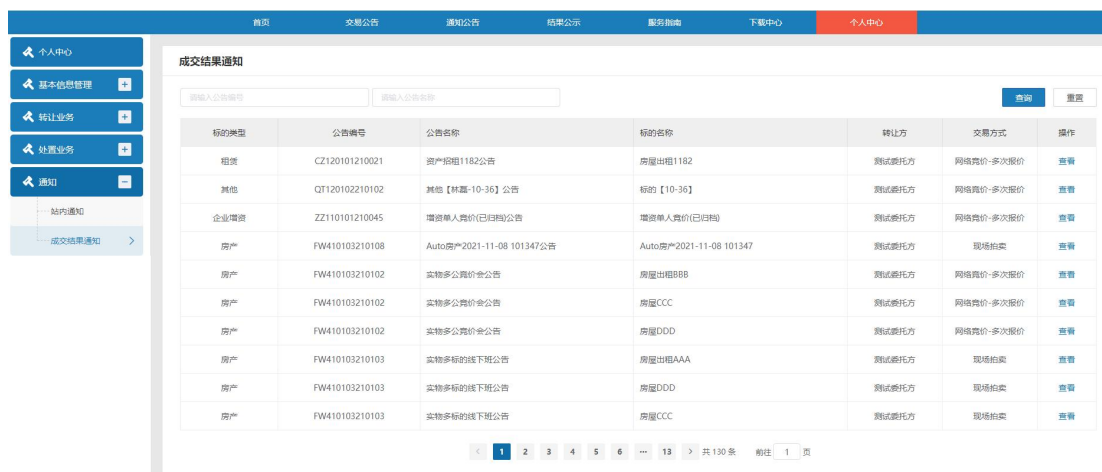 首页 交易公告 通知公告 结果公示 服务指南 下载中心 个人中心
个人中心
基本信息管理
转让业务
处置业务
通知
站内通知
成交结果通知
成交结果通知
请输入公告编号 请输入公告名称 查询 重置
标的类型 公告编号 公告名称 标的名称 转让方 交易方式 操作
租赁 CZ120101210021 资产招租1182公告 房屋出租1182 测试委托方 网络竞价-多次报价 查看
其他 QT120102210102 其他【林磊-10-36】公告 标的【10-36】 测试委托方 网络竞价-多次报价 查看
企业增资 ZZ110101210045 增资单人竞价(已归档)公告 增资单人竞价(已归档) 测试委托方 网络竞价-多次报价 查看
房产 FW410103210108 Auto房产2021-11-08 101347公告 Auto房产2021-11-08 101347 测试委托方 现场拍卖 查看
房产 FW410103210102 实物多公竞价会公告 房屋出租BBB 测试委托方 网络竞价-多次报价 查看
房产 FW410103210102 实物多公竞价会公告 房屋CCC 测试委托方 网络竞价-多次报价 查看
房产 FW410103210102 实物多公竞价会公告 房屋DDD 测试委托方 网络竞价-多次报价 查看
房产 FW410103210103 实物多标的线下班公告 房屋出租AAA 测试委托方 现场拍卖 查看
房产 FW410103210103 实物多标的线下班公告 房屋DDD 测试委托方 现场拍卖 查看
房产 FW410103210103 实物多标的线下班公告 房屋CCC 测试委托方 现场拍卖 查看
< 1 2 3 4 5 6 ··· 13 > 共 130 条 前往 1 页